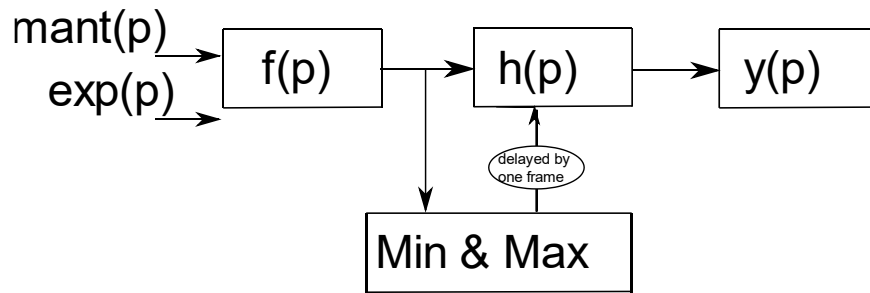 mant(p)
exp(p)
f(p)
h(p)
y(p)
delayed by
one frame
Min & Max